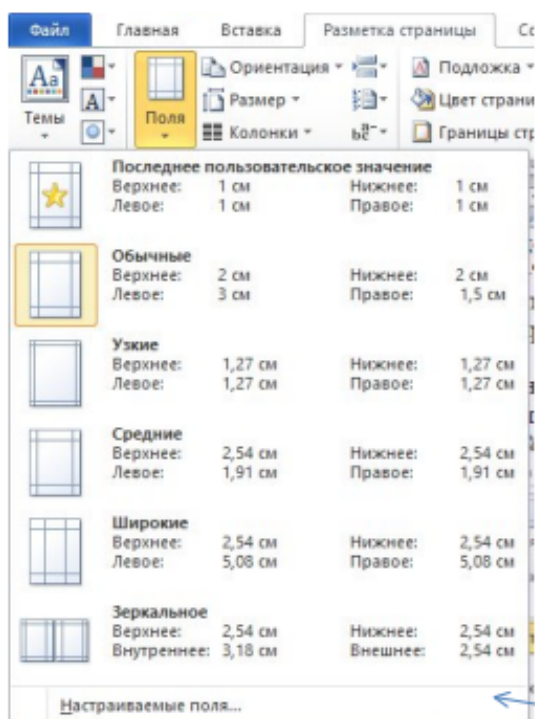 Файл Главная Вставка Разметка страницы
Aa
Темы
A
Поля
Ориентация
Размер
Колонки
Подложка
Цвет страни
Границы стр
Последнее пользовательское значение
Верхнее: 1 см Нижнее: 1 см
Левое: 1 см Правое: 1 см
Обычные
Верхнее: 2 см Нижнее: 2 см
Левое: 3 см Правое: 1,5 см
Узкие
Верхнее: 1,27 см Нижнее: 1,27 см
Левое: 1,27 см Правое: 1,27 см
Средние
Верхнее: 2,54 см Нижнее: 2,54 см
Левое: 1,91 см Правое: 1,91 см
Широкие
Верхнее: 2,54 см Нижнее: 2,54 см
Левое: 5,08 см Правое: 5,08 см
Зеркальное
Верхнее: 2,54 см Нижнее: 2,54 см
Внутреннее: 3,18 см Внешнее: 2,54 см
Настраиваемые поля...